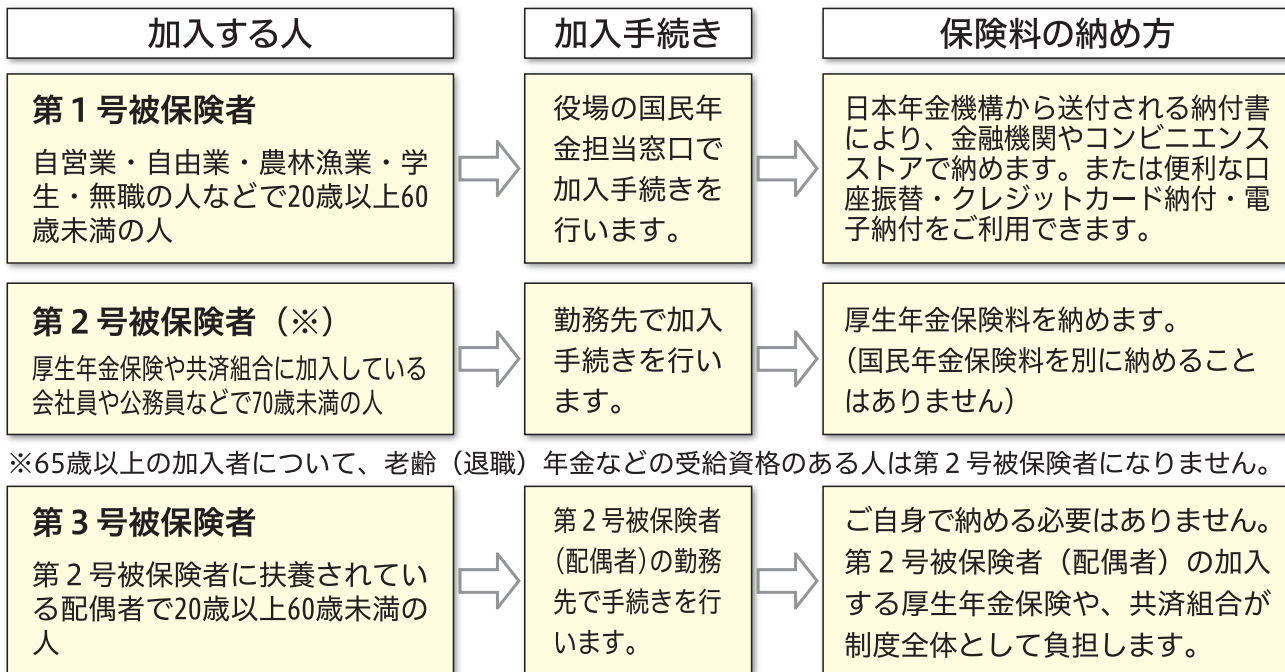 加入する人
加入手続き
保険料の納め方
第1号被保険者
自営業・自由業・農林漁業・学
生・無職の人などで20歳以上60
歳未満の人
役場の国民年
金担当窓口で
加入手続きを
行います。
日本年金機構から送付される納付書
により、金融機関やコンビニエンス
ストアで納めます。または便利な口
座振替・クレジットカード納付・電
子納付をご利用できます。
第2号被保険者（※）
厚生年金保険や共済組合に加入している
会社員や公務員などで70歳未満の人
勤務先で加入
手続きを行い
ます。
厚生年金保険料を納めます。
（国民年金保険料を別に納めること
はありません）
※65歳以上の加入者について、老齢（退職）年金などの受給資格のある人は第2号被保険者になりません。
第3号被保険者
第2号被保険者に扶養されてい
る配偶者で20歳以上60歳未満の
人
第2号被保険者
（配偶者）の勤務
先で手続きを行
います。
ご自身で納める必要はありません。
第2号被保険者（配偶者）の加入
する厚生年金保険や、共済組合が
制度全体として負担します。